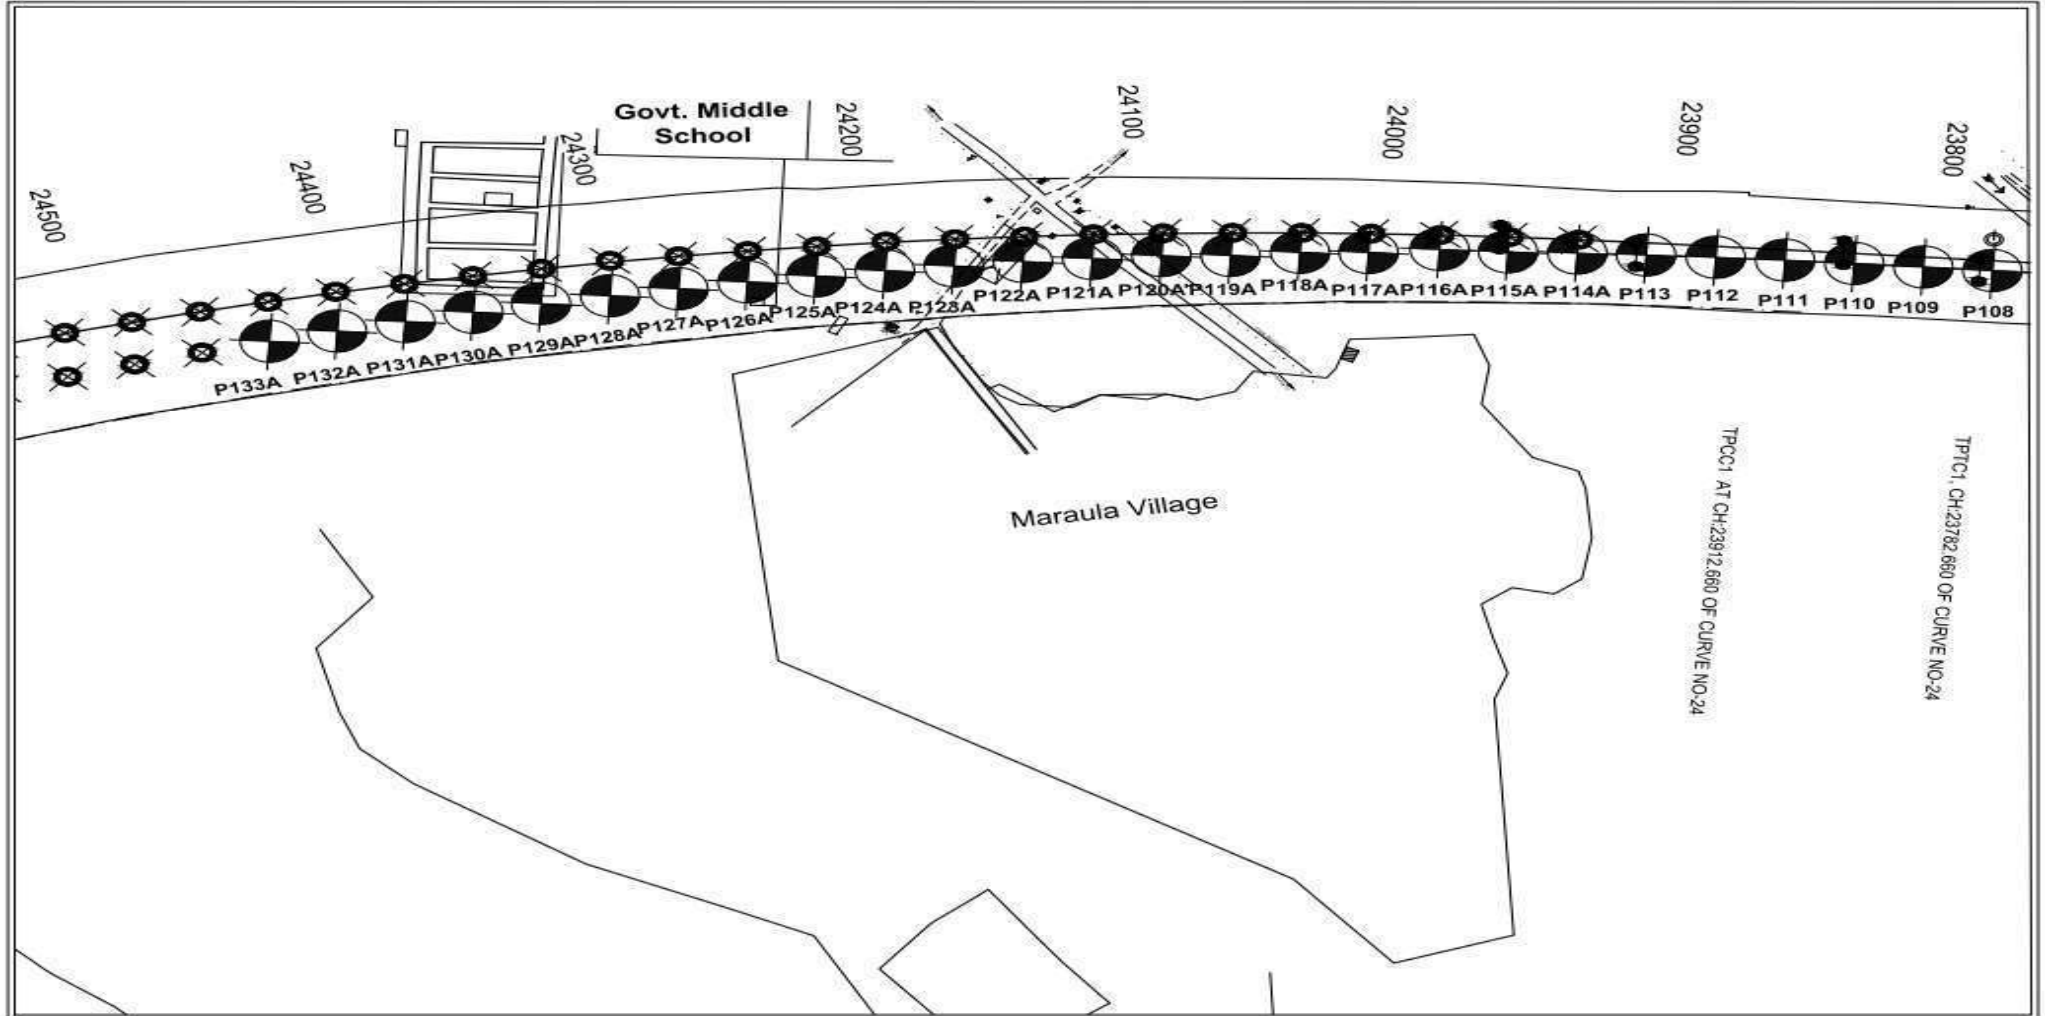 Govt. Middle
School
24500
24400
24300
24200
24100
24000
23900
23800
P133A
P132A
P131A
P130A
P129A
P128A
P127A
P126A
P125A
P124A
P123A
P122A
P121A
P120A
P119A
P118A
P117A
P116A
P115A
P114A
P113
P112
P111
P110
P109
P108
Maraula Village
TPCC1 AT CH:23912.660 OF CURVE NO-24
TPTC1, CH:23782.660 OF CURVE NO-24